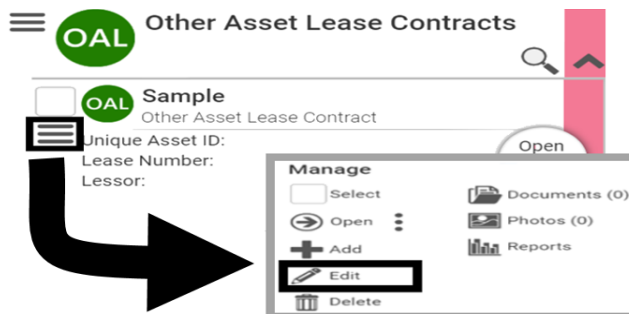 OAL Other Asset Lease Contracts
OAL Sample
Other Asset Lease Contract
Unique Asset ID:
Lease Number:
Lessor:
Open
Manage
Select
Open
Add
Edit
Delete
Documents (0)
Photos (0)
Reports